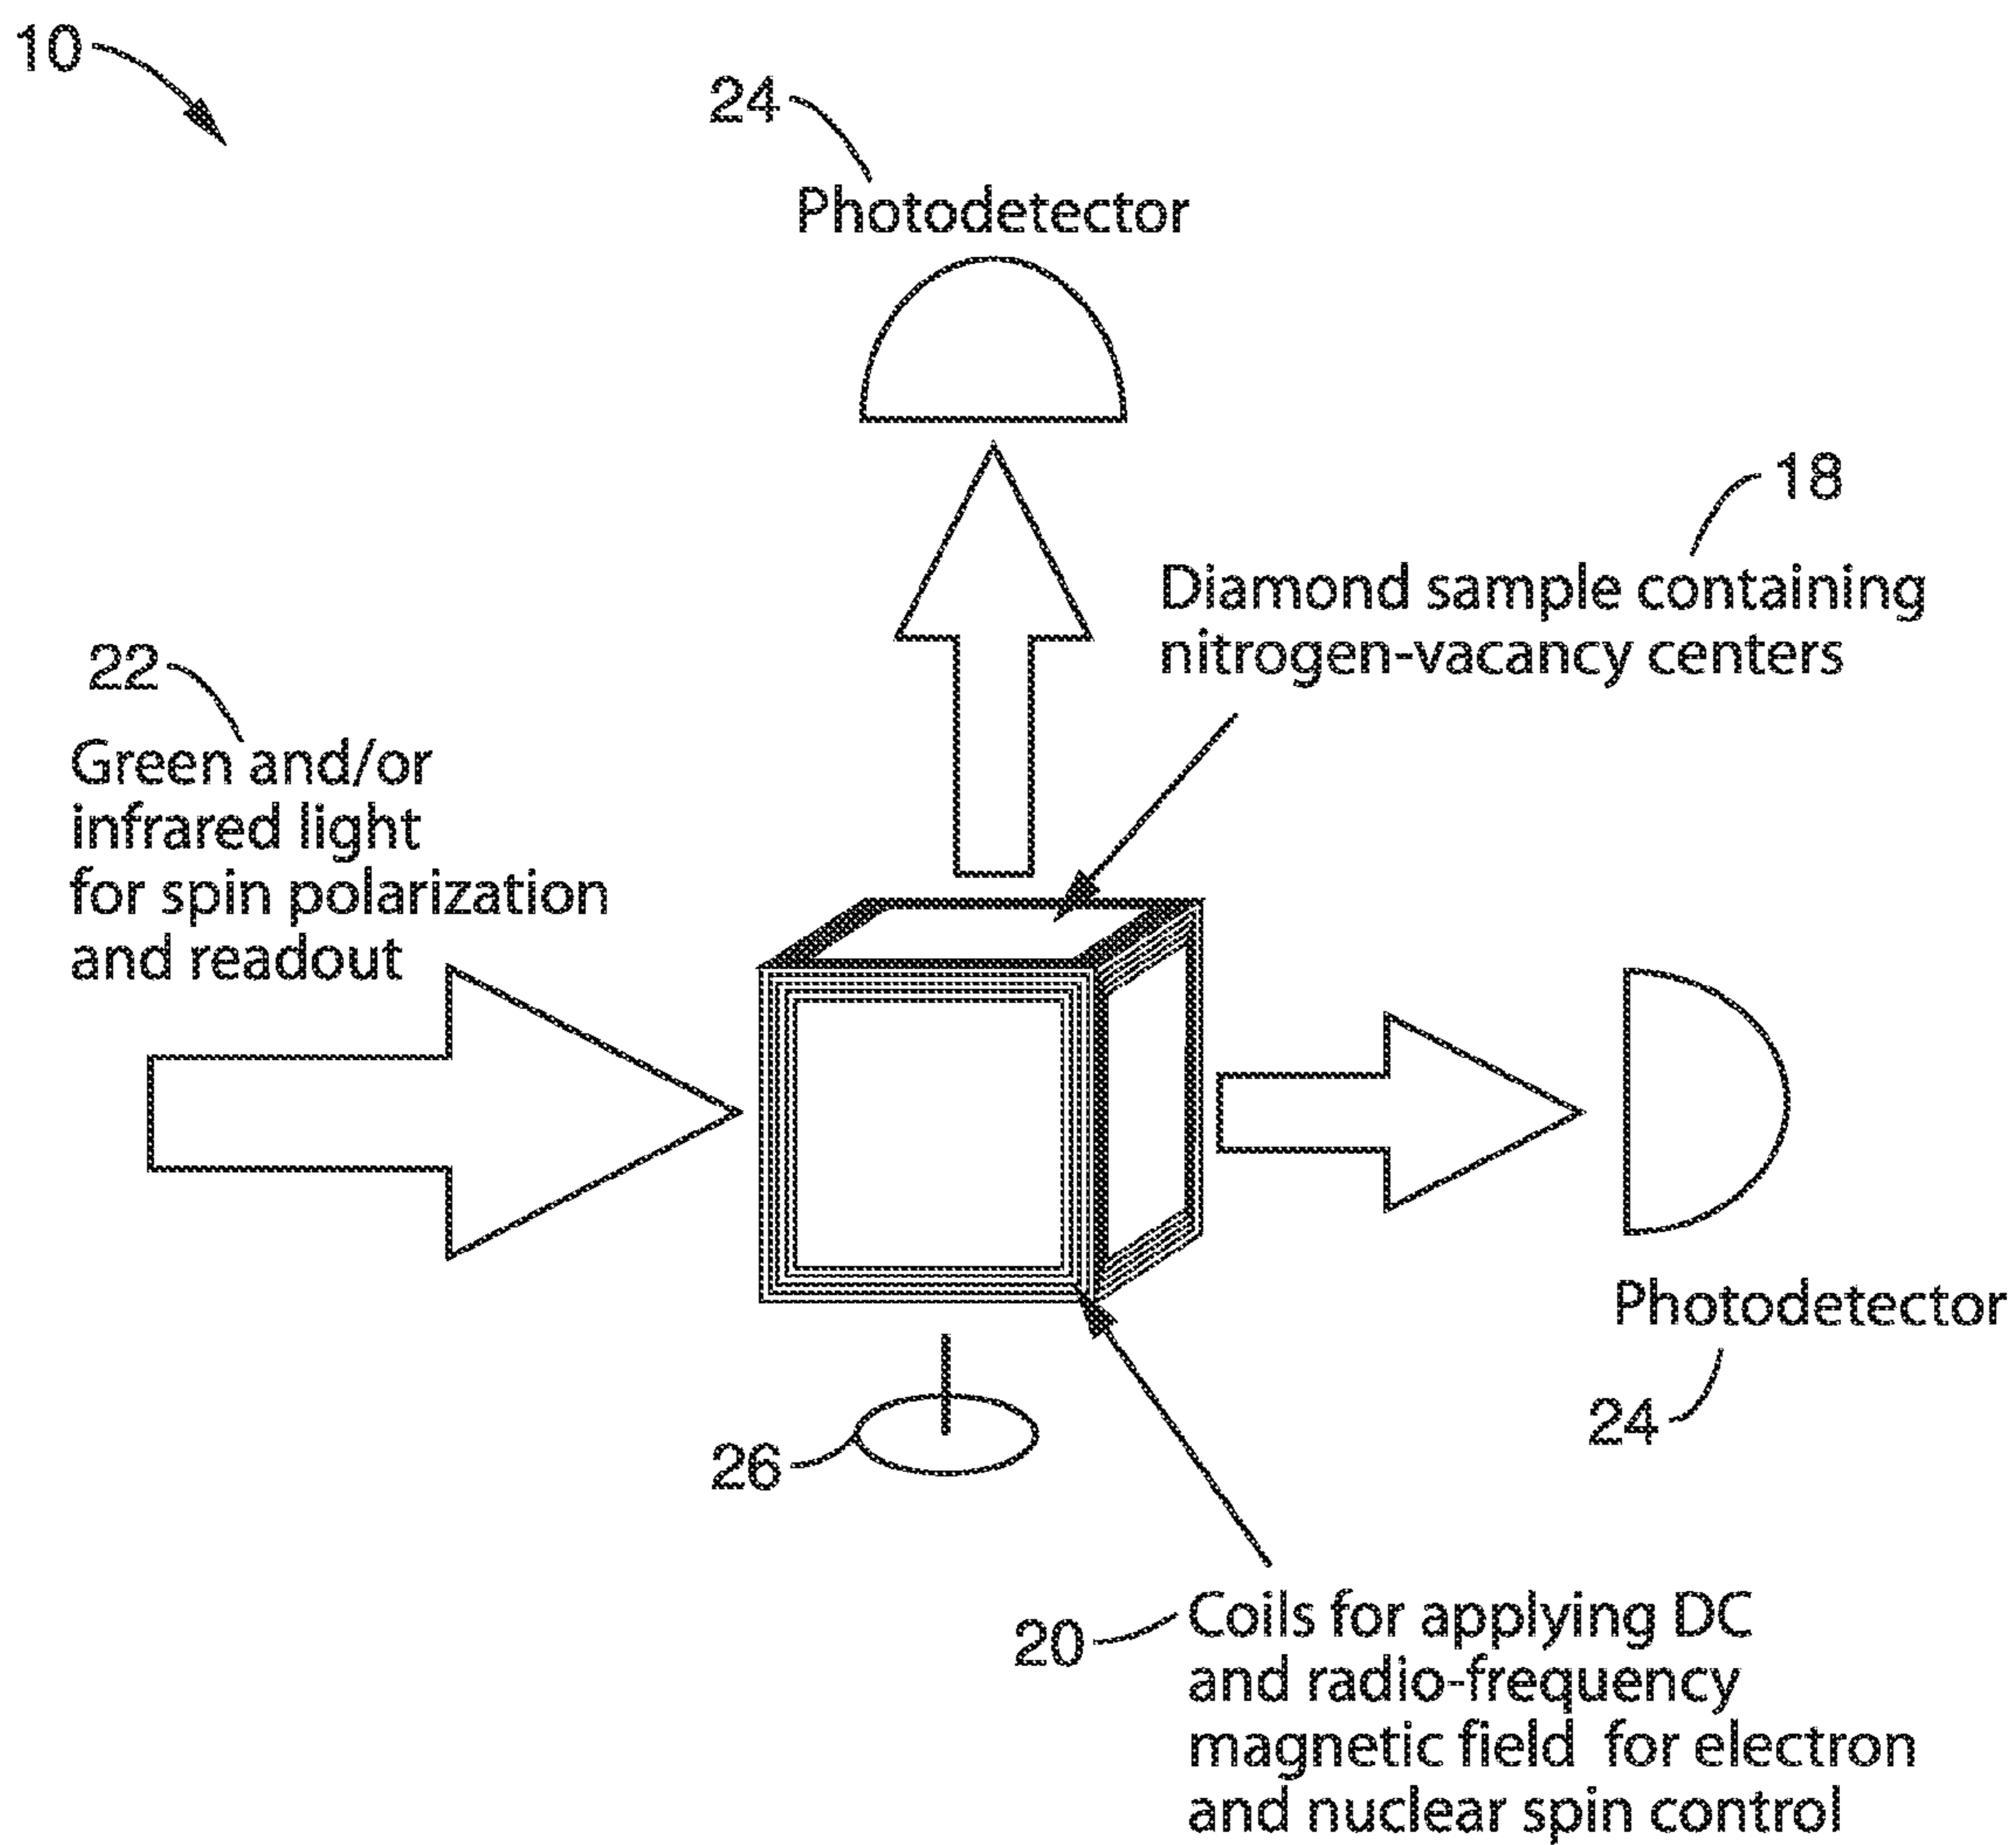 10
24
Photodetector
18
Diamond sample containing
nitrogen-vacancy centers
22
Green and/or
infrared light
for spin polarization
and readout
Photodetector
24
26
20
Coils for applying DC
and radio-frequency
magnetic field for electron
and nuclear spin control